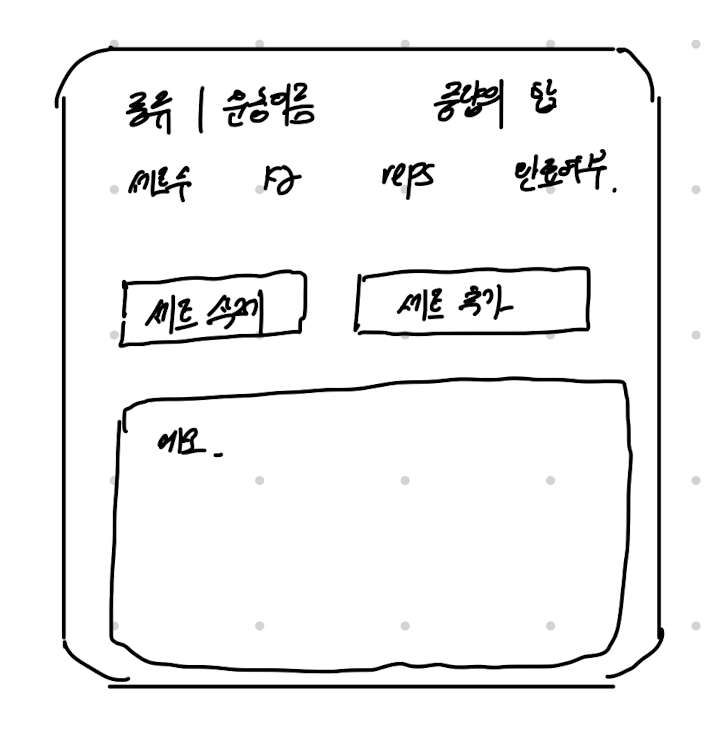 종류 | 운동이름 중량의 합
세트수 kg reps 완료여부.
세트 삭제 세트 추가
메모.